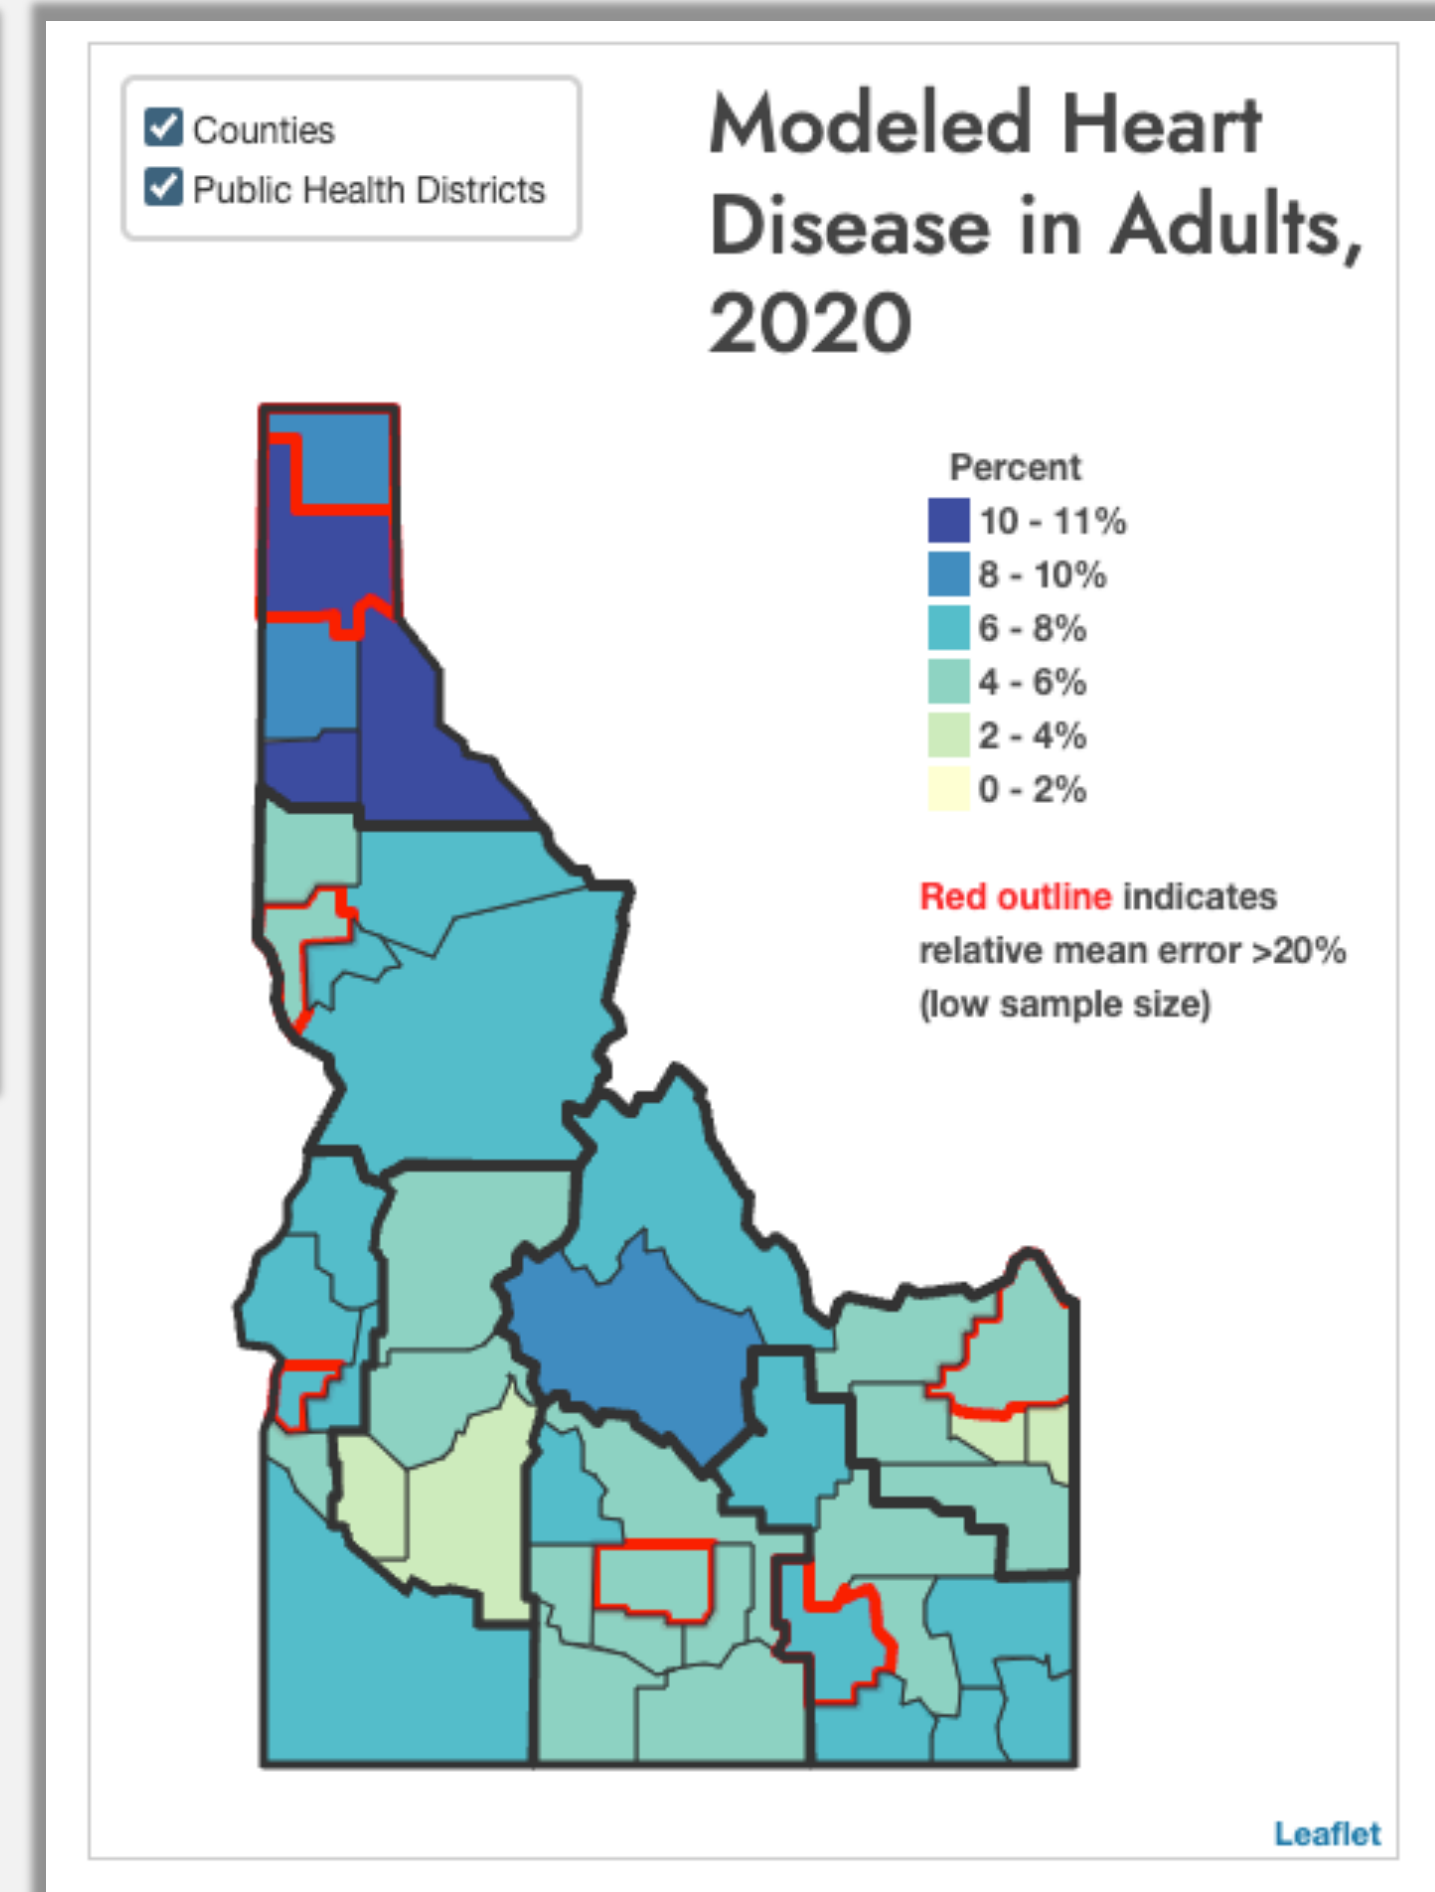 Counties
Public Health Districts
Modeled Heart
Disease in Adults,
2020
Percent
10 - 11%
8 - 10%
6 - 8%
4 - 6%
2 - 4%
0 - 2%
Red outline indicates
relative mean error >20%
(low sample size)
Leaflet